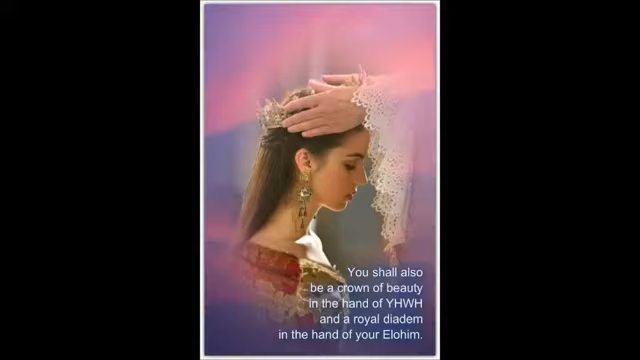 You shall also
be a crown of beauty
in the hand of YHWH
and a royal diadem
in the hand of your Elohim.